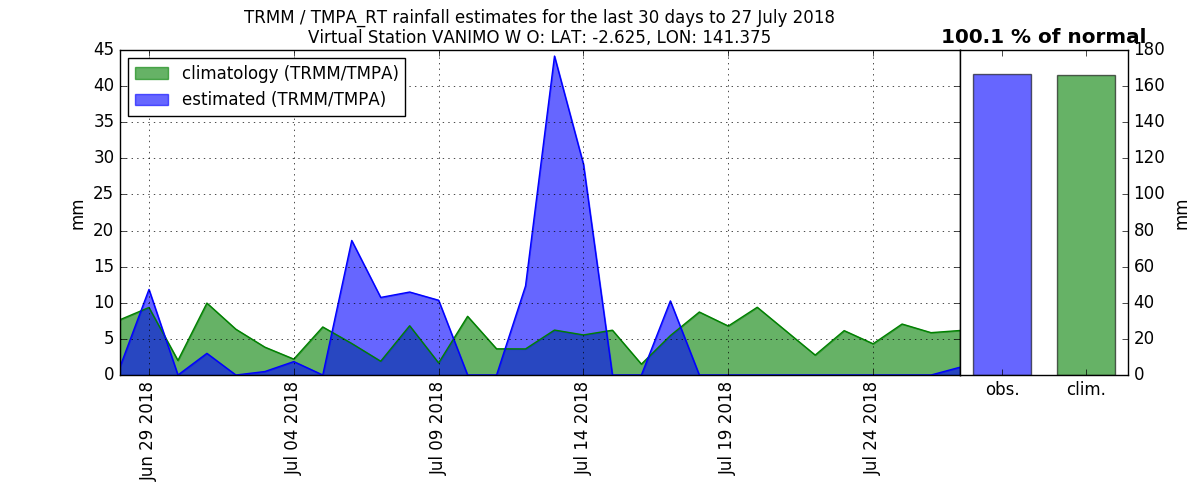 TRMM / TMPA_RT rainfall estimates for the last 30 days to 27 July 2018
Virtual Station VANIMO W O: LAT: -2.625, LON: 141.375
100.1 % of normal
climatology (TRMM/TMPA)
estimated (TRMM/TMPA)
mm
45
40
35
30
25
20
15
10
5
0
Jun 29 2018
Jul 04 2018
Jul 09 2018
Jul 14 2018
Jul 19 2018
Jul 24 2018
obs.
clim.
180
160
140
120
100
80
60
40
20
0
mm